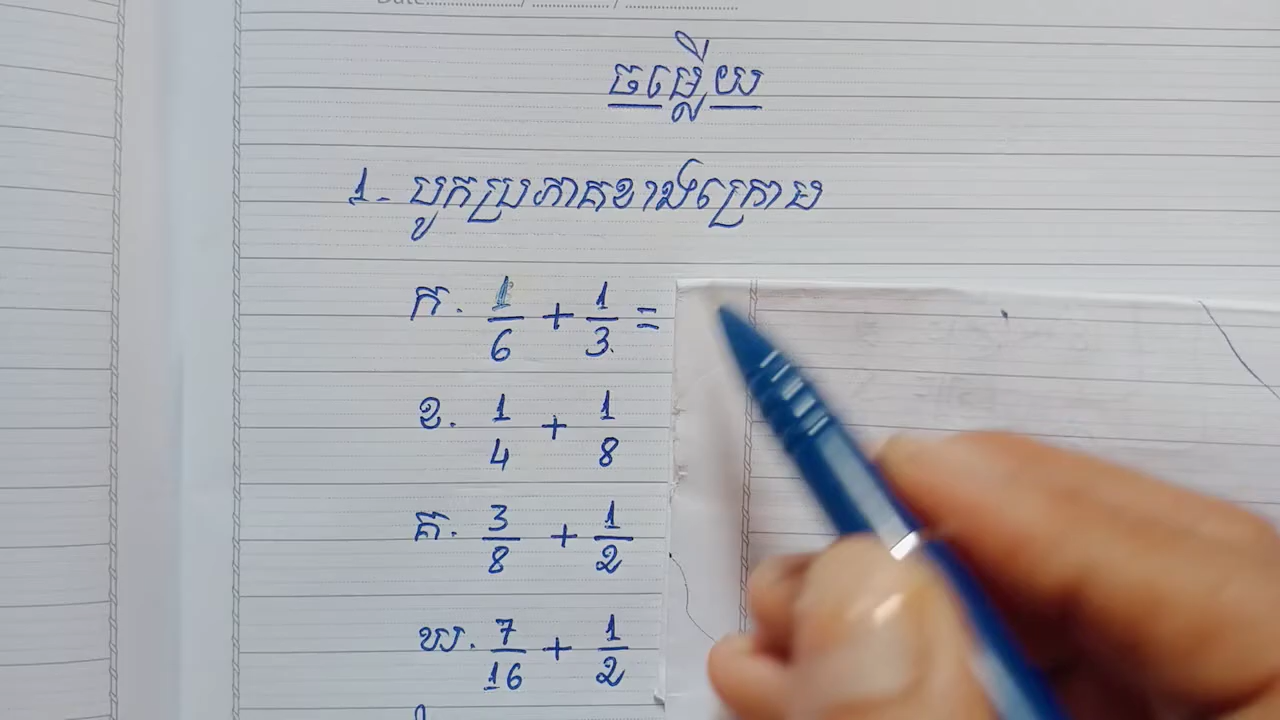 Date:................../ ................../ ..........................
ចម្លើយ
1- បូកប្រភាគខាងក្រោម
ក. 1/6 + 1/3 =
ខ. 1/4 + 1/8
គ. 3/8 + 1/2
ឃ. 7/16 + 1/2